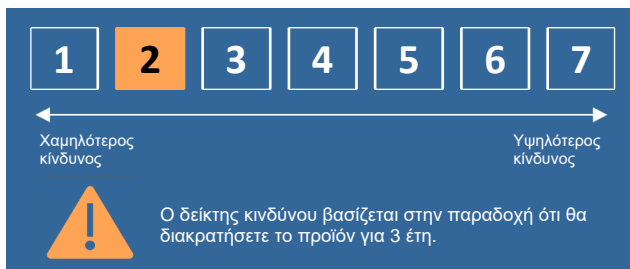 1 2 3 4 5 6 7
Χαμηλότερος
κίνδυνος
Υψηλότερος
κίνδυνος
Ο δείκτης κινδύνου βασίζεται στην παραδοχή ότι θα
διακρατήσετε το προϊόν για 3 έτη.